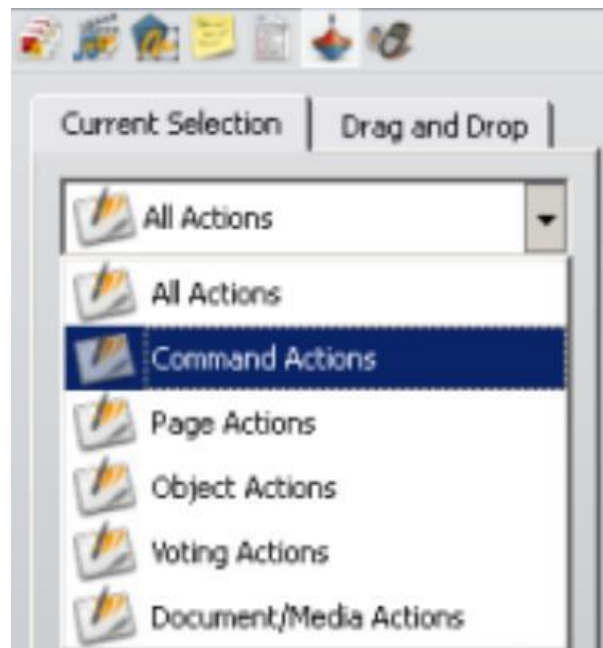 Current Selection Drag and Drop
All Actions
All Actions
Command Actions
Page Actions
Object Actions
Voting Actions
Document/Media Actions